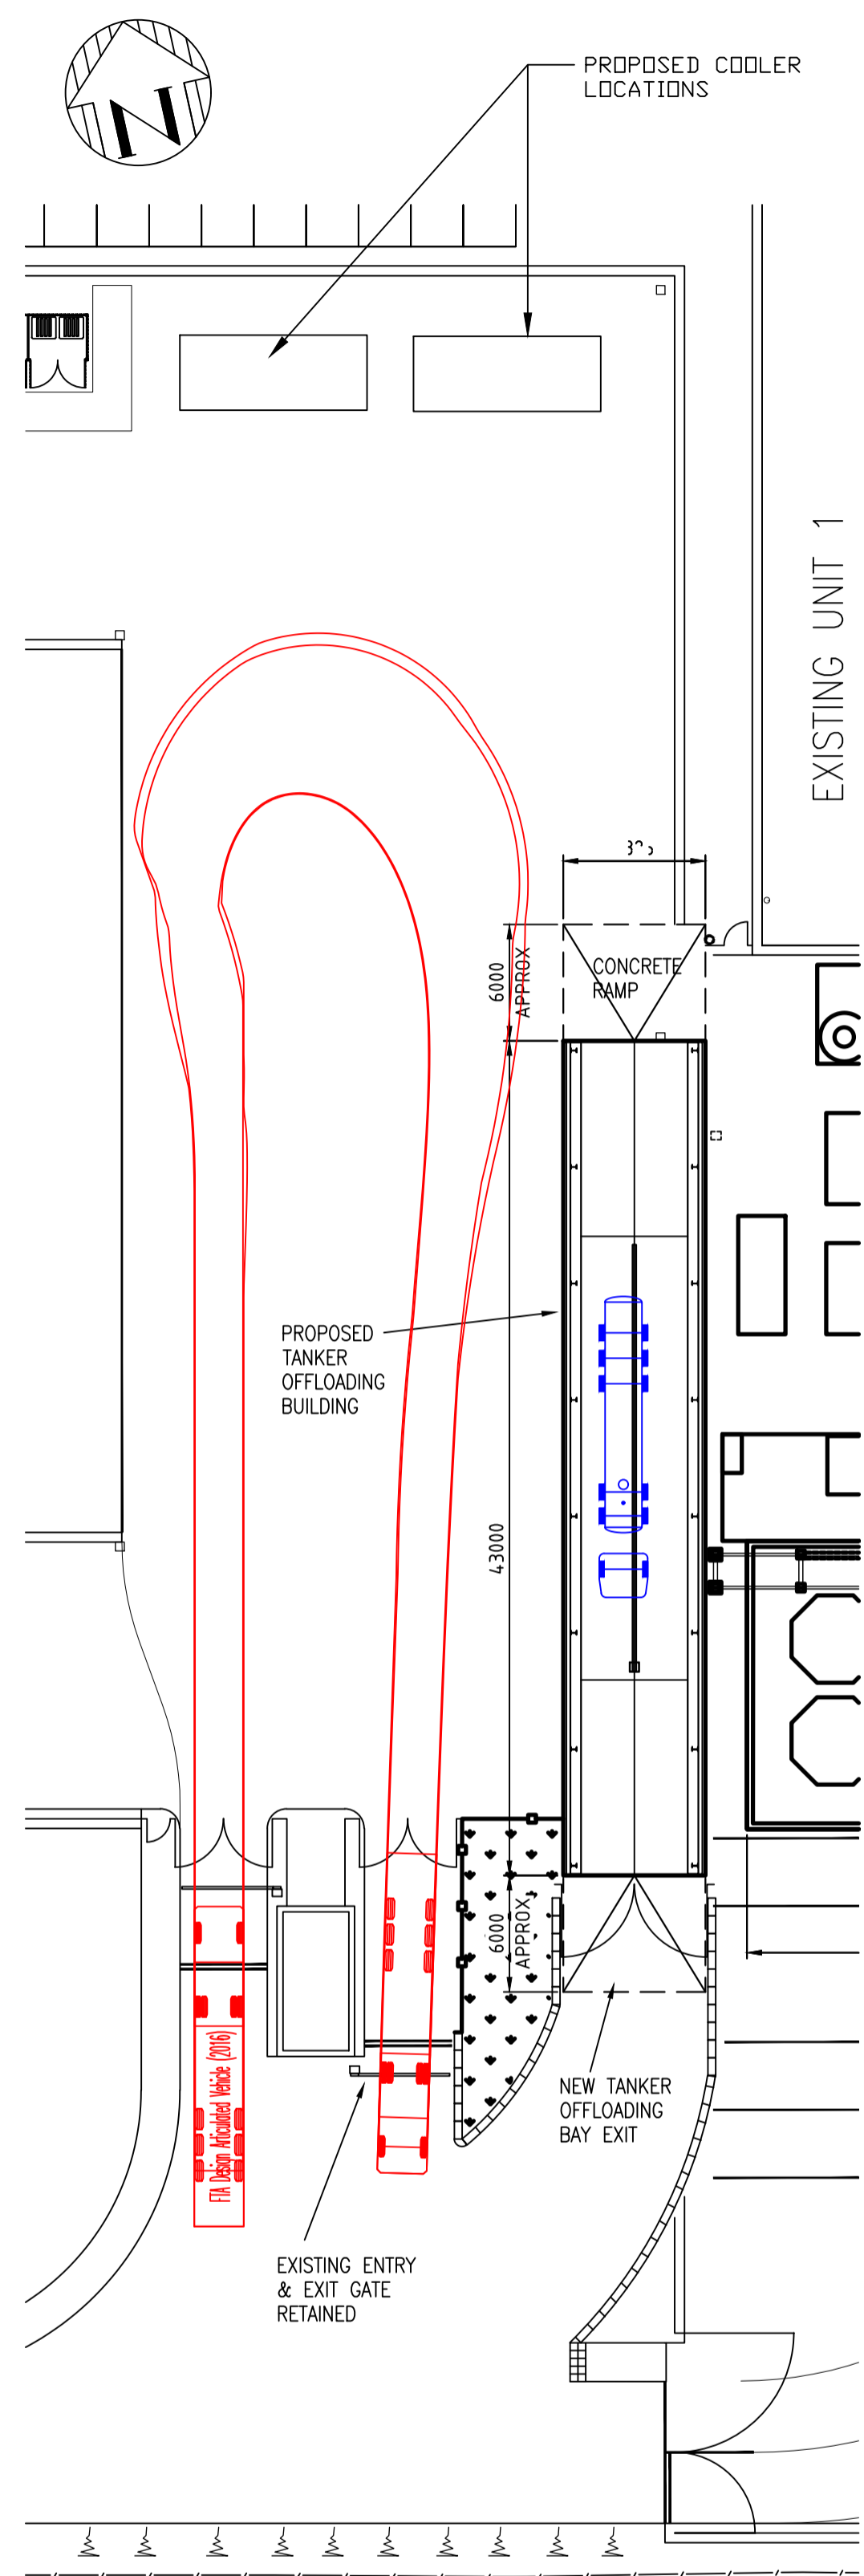 N
PROPOSED COOLER
LOCATIONS
EXISTING UNIT 1
6000
APPROX
CONCRETE
RAMP
PROPOSED
TANKER
OFFLOADING
BUILDING
43000
6000
APPROX
FTA Design Articulated Vehicle (2016)
NEW TANKER
OFFLOADING
BAY EXIT
EXISTING ENTRY
& EXIT GATE
RETAINED